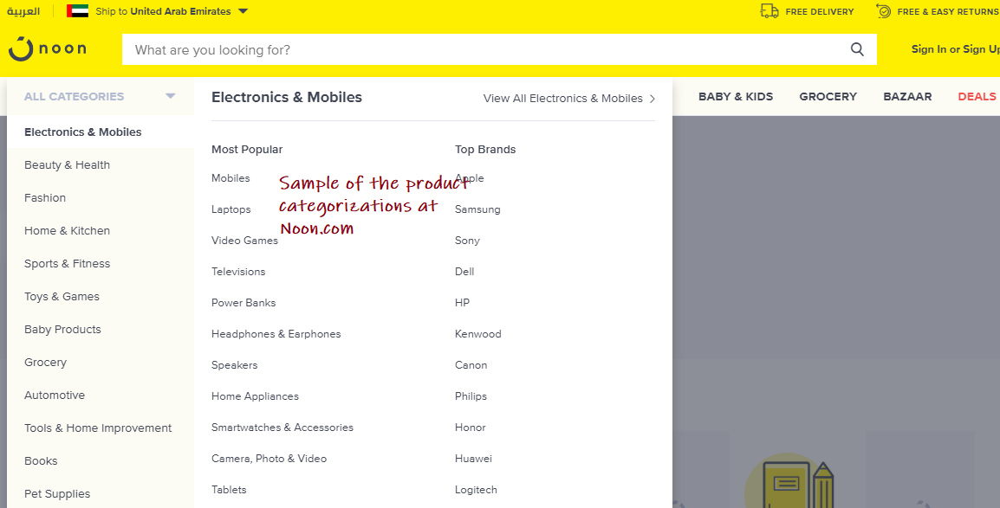 العربية
Ship to United Arab Emirates
FREE DELIVERY
FREE & EASY RETURNS
noon
What are you looking for?
Sign In or Sign Up
ALL CATEGORIES
Electronics & Mobiles
View All Electronics & Mobiles
BABY & KIDS
GROCERY
BAZAAR
DEALS
Electronics & Mobiles
Beauty & Health
Fashion
Home & Kitchen
Sports & Fitness
Toys & Games
Baby Products
Grocery
Automotive
Tools & Home Improvement
Books
Pet Supplies
Most Popular
Mobiles
Laptops
Video Games
Televisions
Power Banks
Headphones & Earphones
Speakers
Home Appliances
Smartwatches & Accessories
Camera, Photo & Video
Tablets
Sample of the product
categorizations at
Noon.com
Top Brands
Apple
Samsung
Sony
Dell
HP
Kenwood
Canon
Philips
Honor
Huawei
Logitech